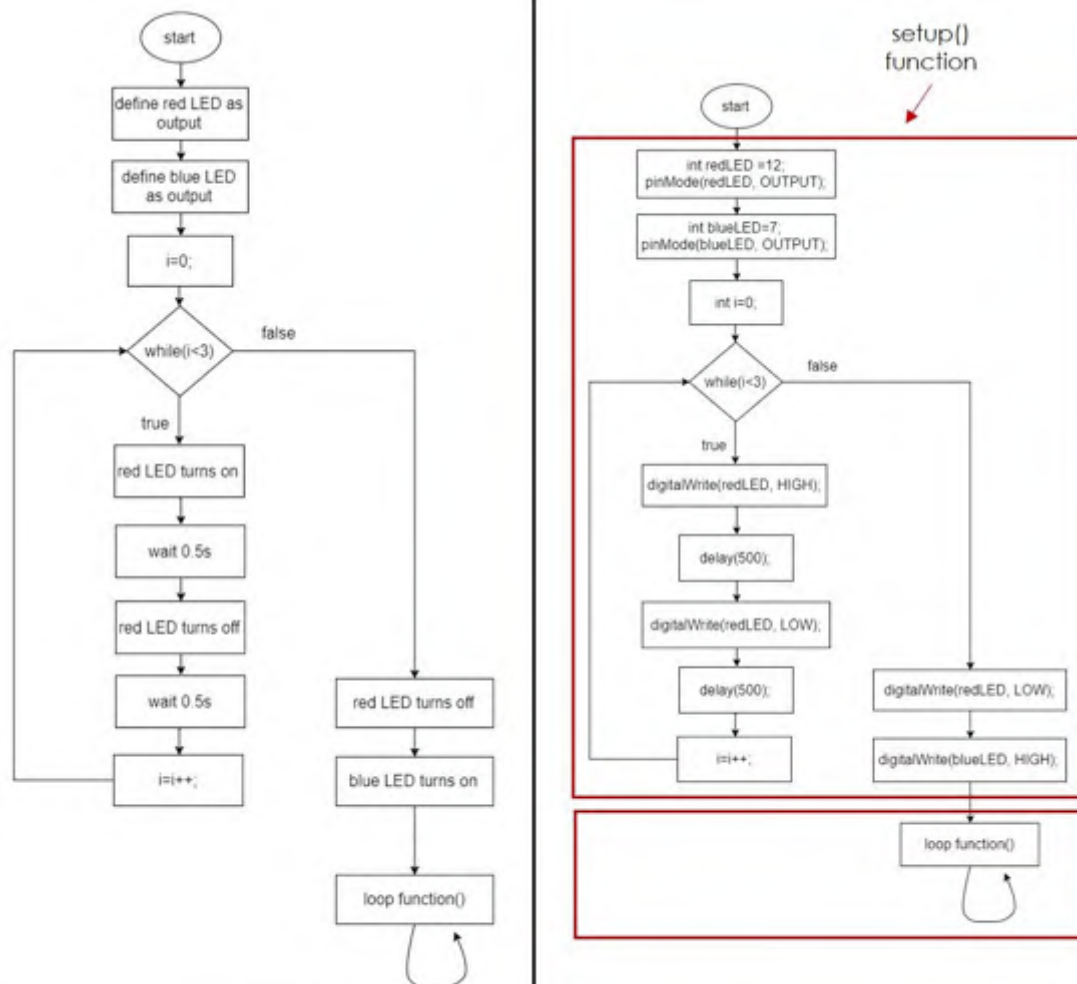 start
define red LED as
output
define blue LED
as output
i=0;
while(i<3)
false
true
red LED turns on
wait 0.5s
red LED turns off
wait 0.5s
i=i++;
red LED turns off
blue LED turns on
loop function()
setup()
function
start
int redLED =12;
pinMode(redLED, OUTPUT);
int blueLED=7;
pinMode(blueLED, OUTPUT);
int i=0;
while(i<3)
false
true
digitalWrite(redLED, HIGH);
delay(500);
digitalWrite(redLED, LOW);
delay(500);
i=i++;
digitalWrite(redLED, LOW);
digitalWrite(blueLED, HIGH);
loop function()